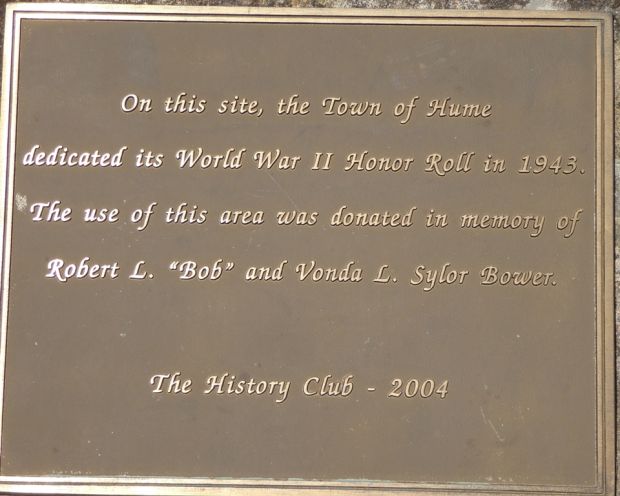 On this site, the Town of Hume
dedicated its World War II Honor Roll in 1943.
The use of this area was donated in memory of
Robert L. “Bob” and Vonda L. Sylor Bower.
The History Club - 2004